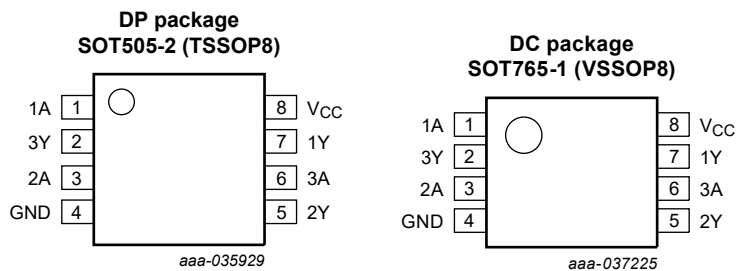 DP package
SOT505-2 (TSSOP8)
1A 1 8 VCC
3Y 2 7 1Y
2A 3 6 3A
GND 4 5 2Y
aaa-035929
DC package
SOT765-1 (VSSOP8)
1A 1 8 VCC
3Y 2 7 1Y
2A 3 6 3A
GND 4 5 2Y
aaa-037225